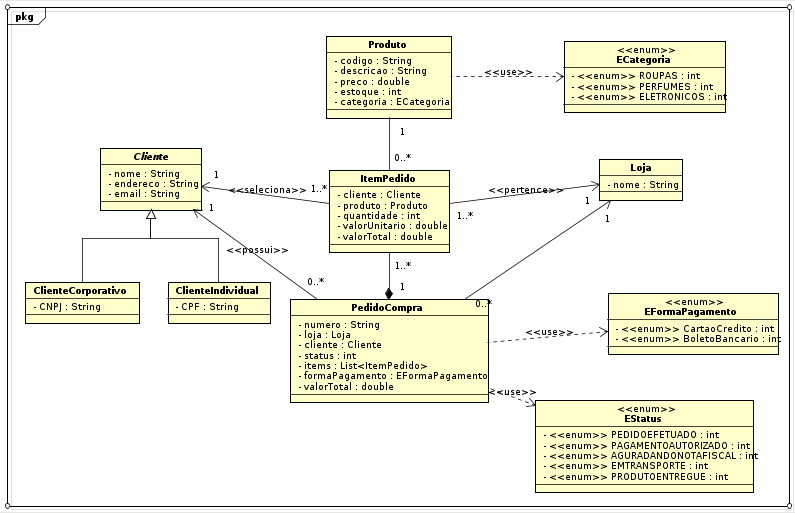 pkg
Produto
- codigo : String
- descricao : String
- preco : double
- estoque : int
- categoria : ECategoria
<<use>>
<<enum>>
ECategoria
- <<enum>> ROUPAS : int
- <<enum>> PERFUMES : int
- <<enum>> ELETRONICOS : int
1
0..*
Cliente
- nome : String
- endereco : String
- email : String
1
<<seleciona>>
1..*
ItemPedido
- cliente : Cliente
- produto : Produto
- quantidade : int
- valorUnitario : double
- valorTotal : double
<<pertence>>
1..*
1
Loja
- nome : String
1
1
<<possui>>
0..*
1..*
1
0..*
ClienteCorporativo
- CNPJ : String
ClienteIndividual
- CPF : String
PedidoCompra
- numero : String
- loja : Loja
- cliente : Cliente
- status : int
- items : List<ItemPedido>
- formaPagamento : EFormaPagamento
- valorTotal : double
<<use>>
<<enum>>
EFormaPagamento
- <<enum>> CartaoCredito : int
- <<enum>> BoletoBancario : int
<<use>>
<<enum>>
EStatus
- <<enum>> PEDIDOEFETUADO : int
- <<enum>> PAGAMENTOAUTORIZADO : int
- <<enum>> AGURADANDONOTAFISCAL : int
- <<enum>> EMTRANSPORTE : int
- <<enum>> PRODUTOENTREGUE : int